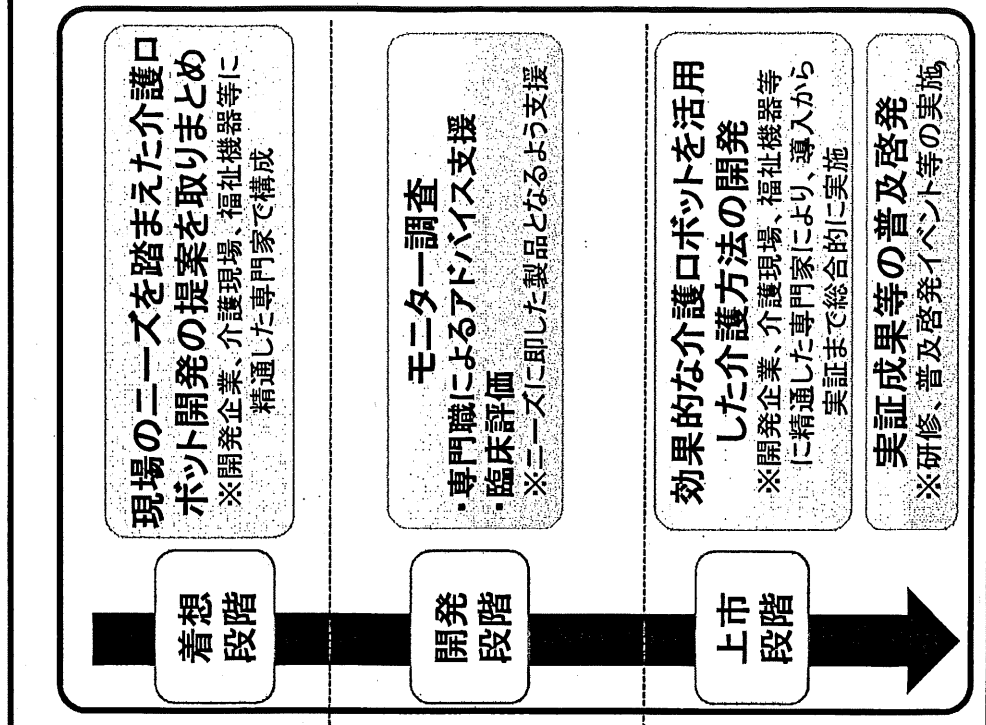 着想
段階
現場のニーズを踏まえた介護ロ
ボット開発の提案を取りまとめ
※開発企業、介護現場、福祉機器等に
精通した専門家で構成
開発
段階
モニター調査
・専門職によるアドバイス支援
・臨床評価
※ニーズに即した製品となるよう支援
上市
段階
効果的な介護ロボットを活用
した介護方法の開発
※開発企業、介護現場、福祉機器等
に精通した専門家により、導入から
実証まで総合的に実施
実証成果等の普及啓発
※研修、普及啓発イベント等の実施